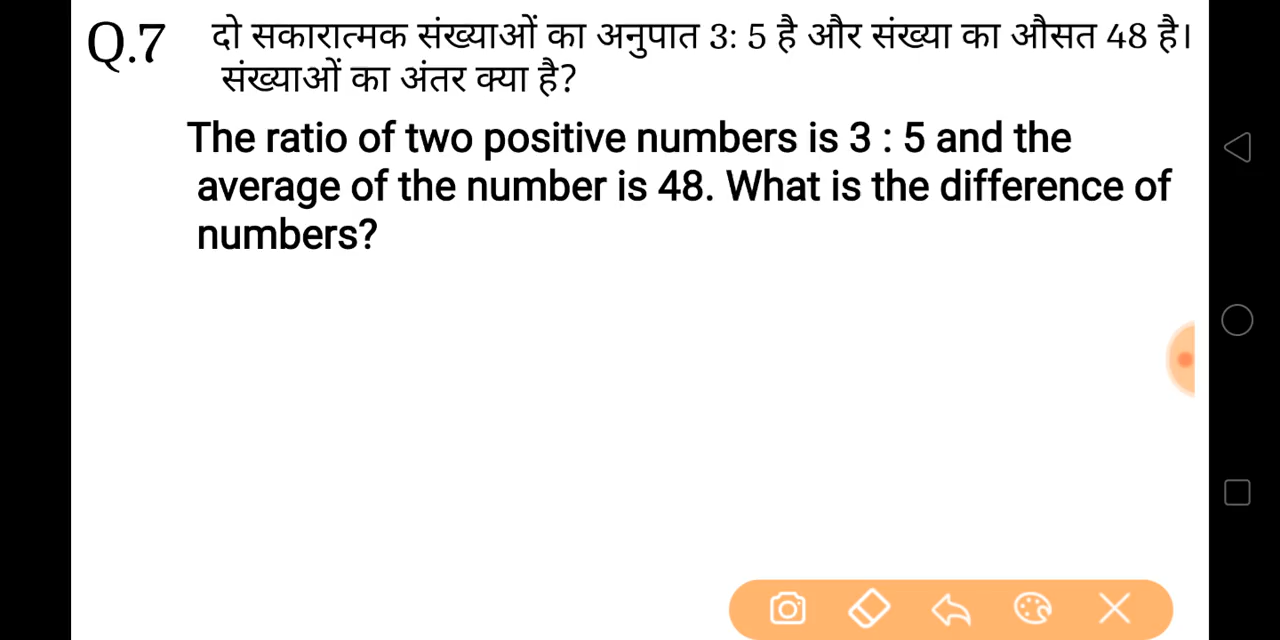 Q.7 दो सकारात्मक संख्याओं का अनुपात 3: 5 है और संख्या का औसत 48 है।
संख्याओं का अंतर क्या है?
The ratio of two positive numbers is 3 : 5 and the
average of the number is 48. What is the difference of
numbers?